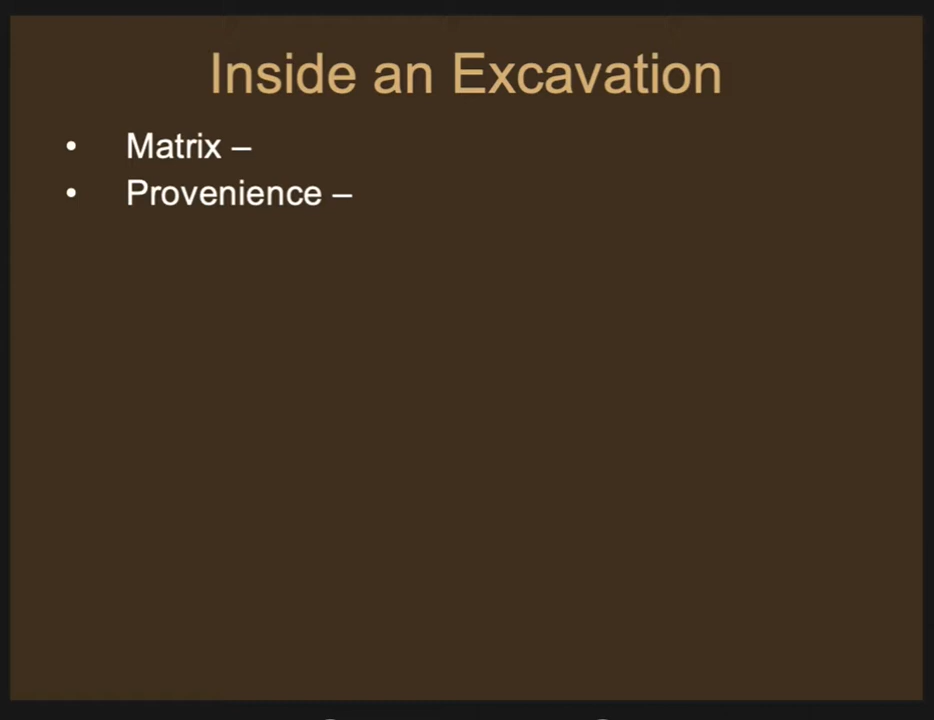 Inside an Excavation
• Matrix –
• Provenience –